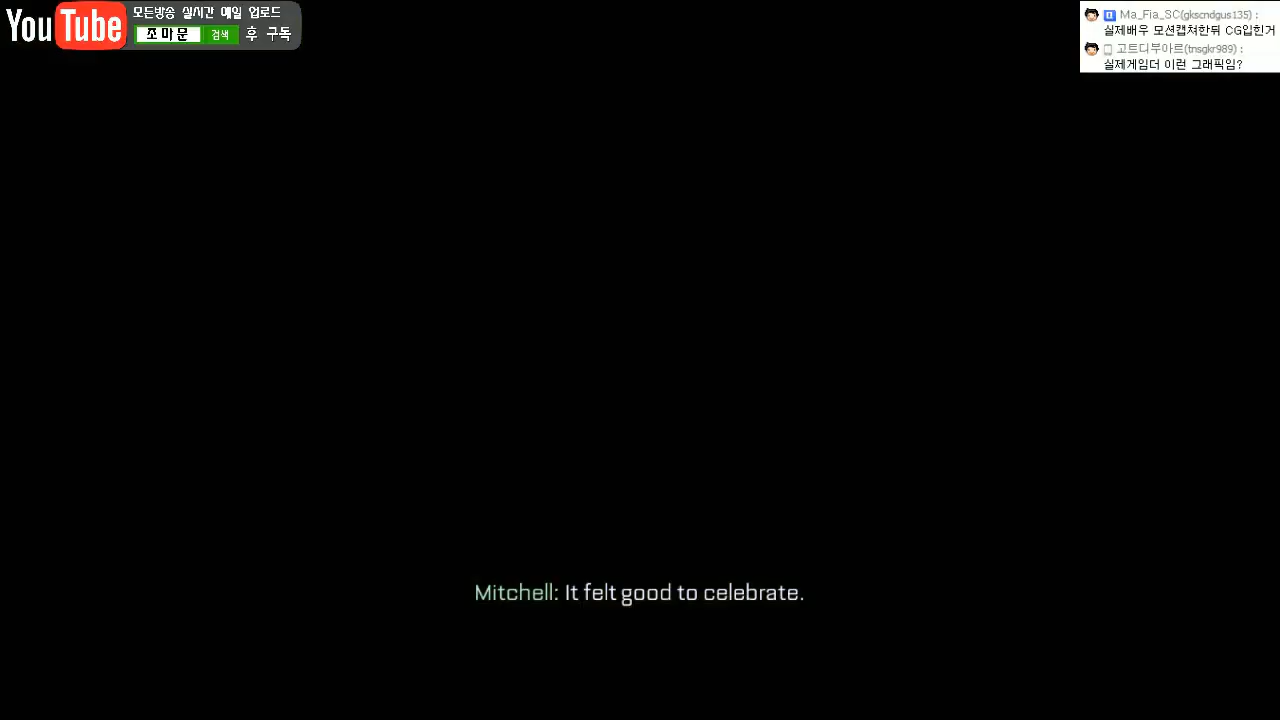 YouTube
모든방송 실시간 매일 업로드
조마문 검색 후 구독
Ma_Fia_SC(gkscndgus135) :
실제배우 모션캡쳐한뒤 CG입힌거
고트디부아르(tnsgkr989) :
실제게임더 이런 그래픽임?
Mitchell: It felt good to celebrate.